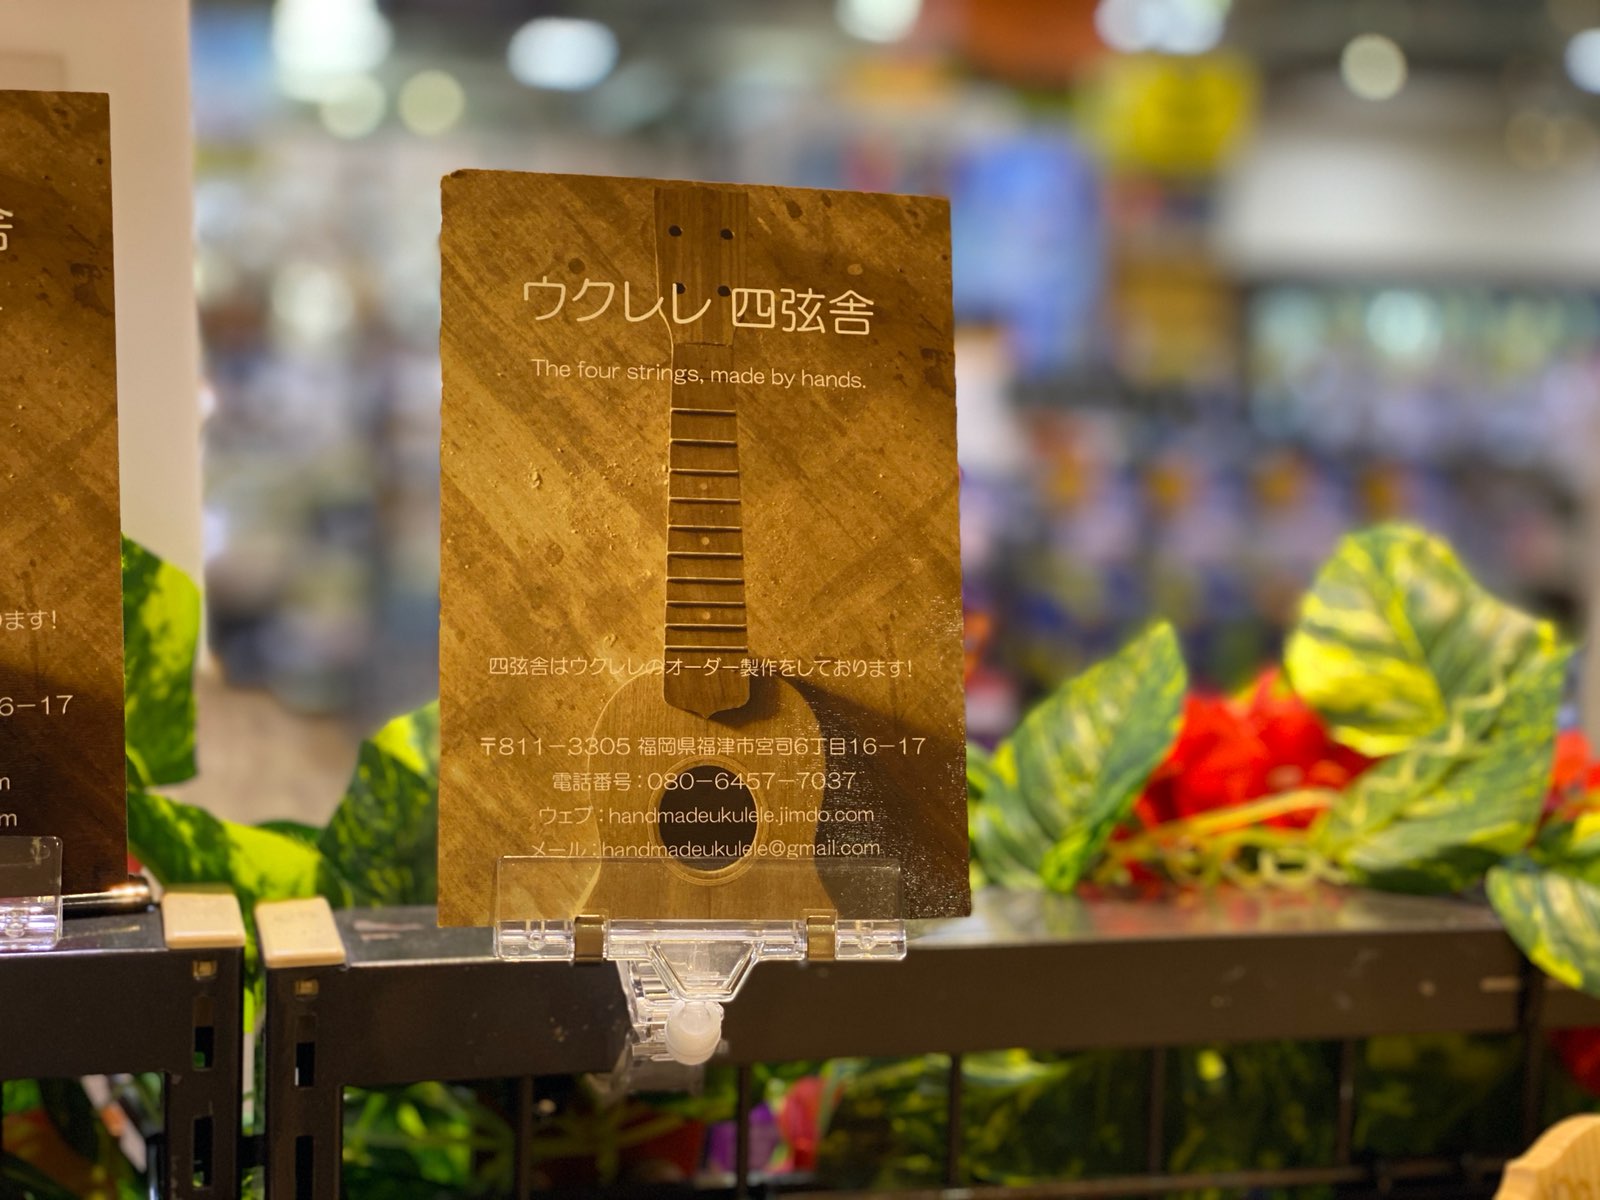 ウクレレ 四弦舎
The four strings, made by hands.
四弦舎はウクレレのオーダー製作をしております!
〒811-3305 福岡県福津市宮司6丁目16-17
電話番号:080-6457-7037
ウェブ:handmadeukulele.jimdo.com
メール:handmadeukulele@gmail.com
舎
ます!
6-17
m
m